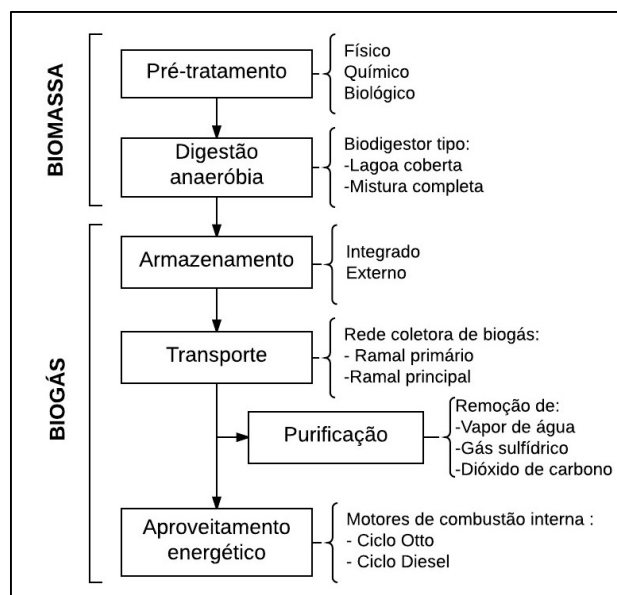 BIOMASSA
Pré-tratamento
Físico
Químico
Biológico
Digestão
anaeróbia
Biodigestor tipo:
-Lagoa coberta
-Mistura completa
BIOGÁS
Armazenamento
Integrado
Externo
Transporte
Rede coletora de biogás:
- Ramal primário
-Ramal principal
Purificação
Remoção de:
-Vapor de água
-Gás sulfídrico
-Dióxido de carbono
Aproveitamento
energético
Motores de combustão interna :
- Ciclo Otto
- Ciclo Diesel